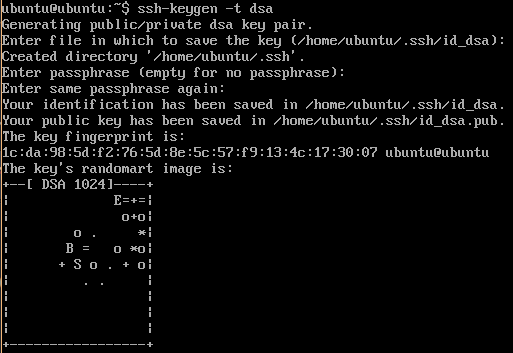 ubuntu@ubuntu:~$ ssh-keygen -t dsa
Generating public/private dsa key pair.
Enter file in which to save the key (/home/ubuntu/.ssh/id_dsa):
Created directory '/home/ubuntu/.ssh'.
Enter passphrase (empty for no passphrase):
Enter same passphrase again:
Your identification has been saved in /home/ubuntu/.ssh/id_dsa.
Your public key has been saved in /home/ubuntu/.ssh/id_dsa.pub.
The key fingerprint is:
1c:da:98:5d:f2:76:5d:8e:5c:57:f9:13:4c:17:30:07 ubuntu@ubuntu
The key's randomart image is:
+--[ DSA 1024]----+
|             E=+=|
|              o+o|
|        o .     *|
|       B =   o *o|
|      + S o . + o|
|         . .     |
|                 |
|                 |
|                 |
+-----------------+